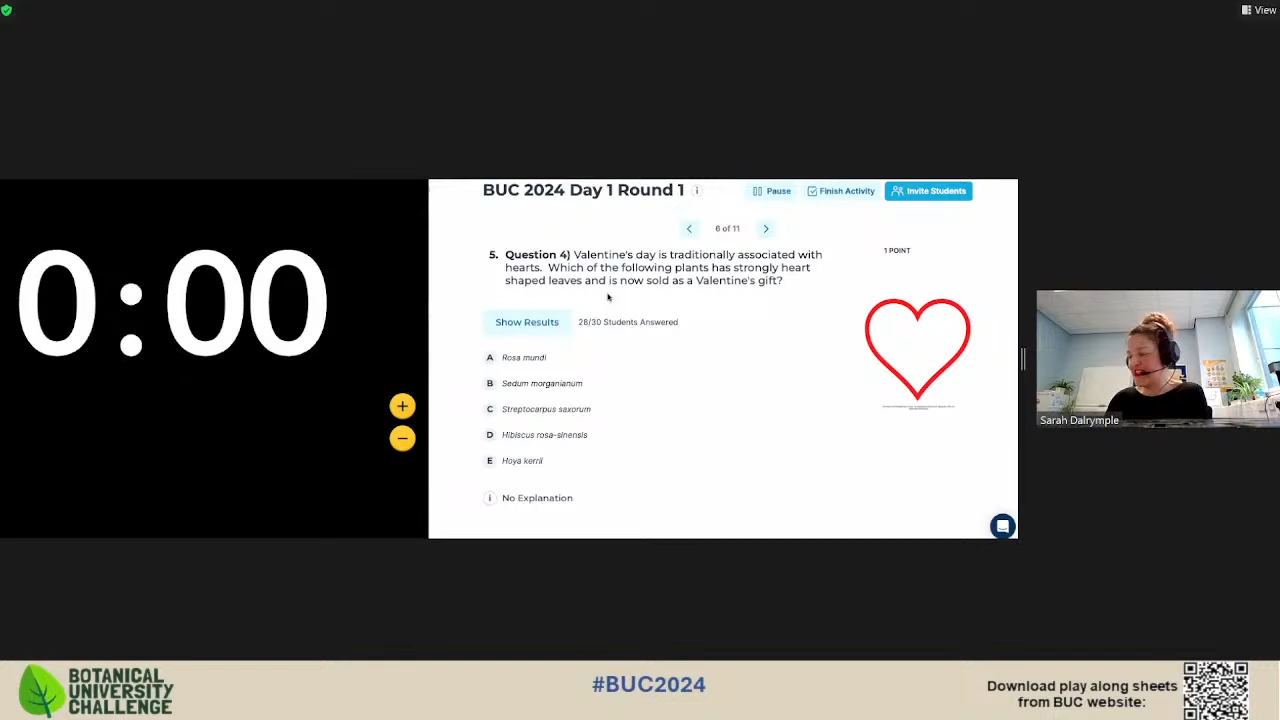 View
0:00
+
−
BUC 2024 Day 1 Round 1
Pause
Finish Activity
Invite Students
6 of 11
5. Question 4) Valentine's day is traditionally associated with
hearts. Which of the following plants has strongly heart
shaped leaves and is now sold as a Valentine's gift?
1 POINT
Show Results
28/30 Students Answered
A Rosa mundi
B Sedum morganianum
C Streptocarpus saxorum
D Hibiscus rosa-sinensis
E Hoya kerrii
No Explanation
Sarah Dalrymple
BOTANICAL
UNIVERSITY
CHALLENGE
#BUC2024
Download play along sheets
from BUC website: